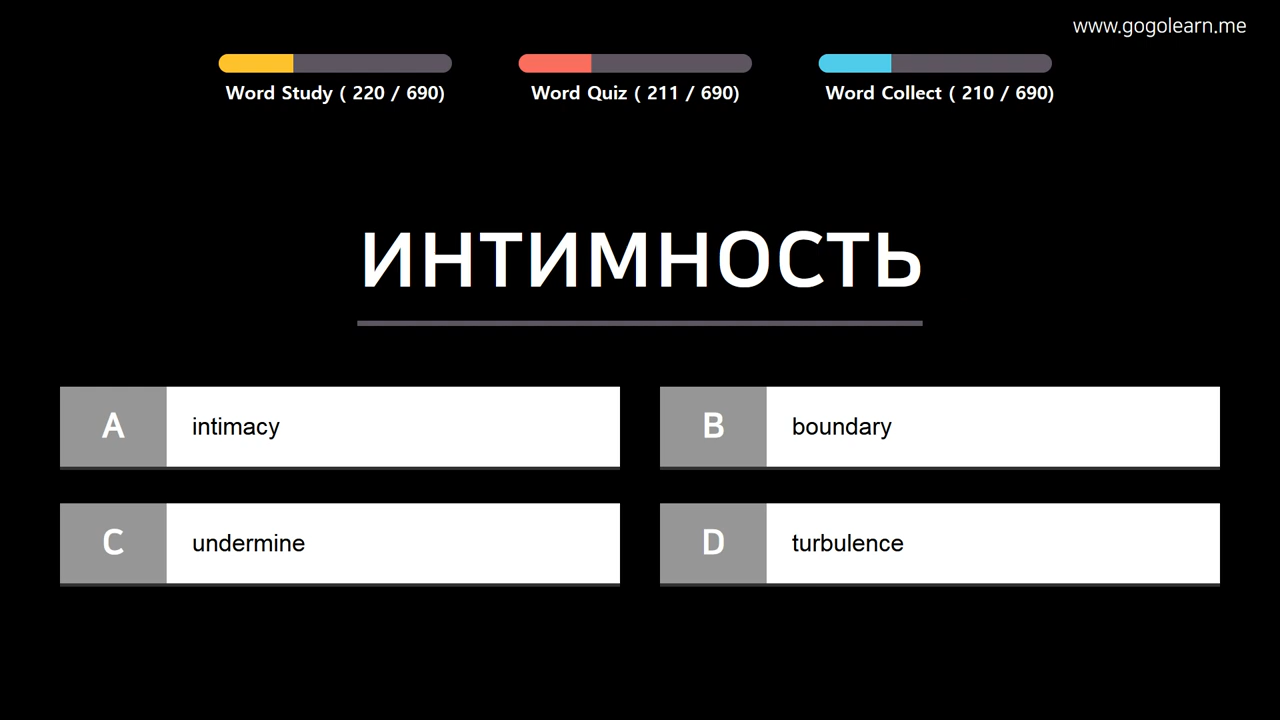 www.gogolearn.me
Word Study ( 220 / 690)
Word Quiz ( 211 / 690)
Word Collect ( 210 / 690)
ИНТИМНОСТЬ
A intimacy
B boundary
C undermine
D turbulence